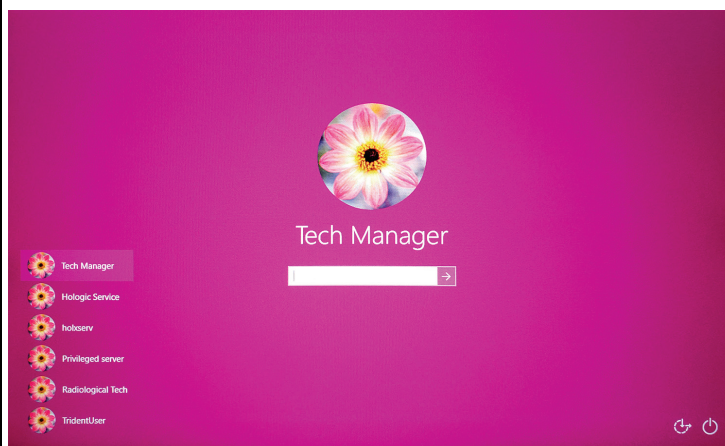 Tech Manager
Tech Manager
Hologic Service
holxserv
Privileged server
Radiological Tech
TridentUser